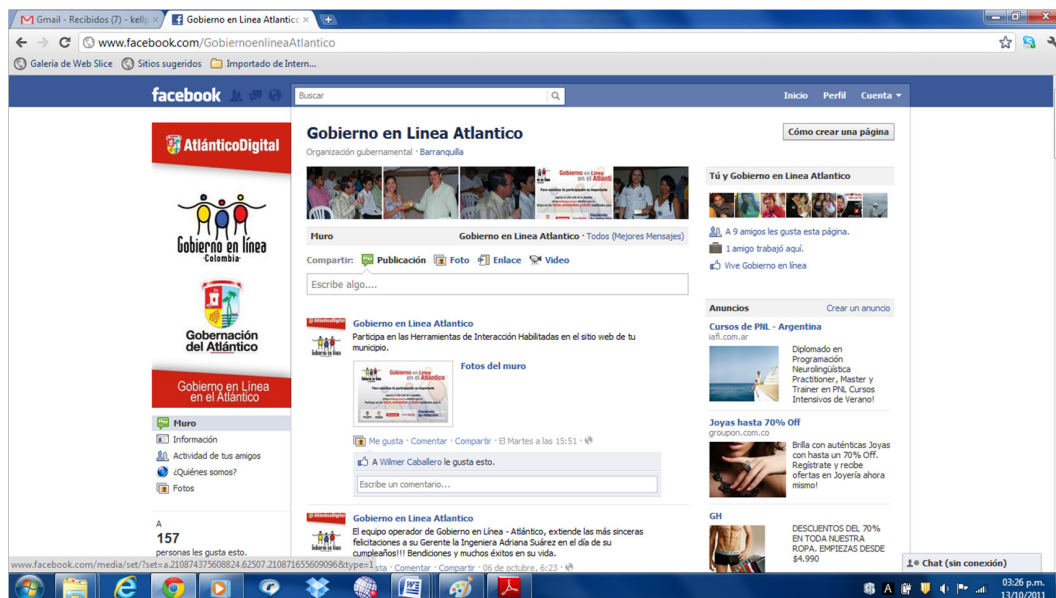 Gmail - Recibidos (7) - kellp
Gobierno en Linea Atlantic
www.facebook.com/GobiernoenlineaAtlantico
Galería de Web Slice
Sitios sugeridos
Importado de Intern...
facebook
Buscar
Inicio
Perfil
Cuenta
AtlánticoDigital
Gobierno en línea
·Colombia·
Gobernación
del Atlántico
Gobierno en Linea
en el Atlántico
Muro
Información
Actividad de tus amigos
¿Quiénes somos?
Fotos
A
157
personas les gusta esto.
Gobierno en Linea Atlantico
Organización gubernamental · Barranquilla
Muro
Gobierno en Linea Atlantico · Todos (Mejores Mensajes)
Compartir:
Publicación
Foto
Enlace
Video
Escribe algo....
Gobierno en Linea Atlantico
Participa en las Herramientas de Interacción Habilitadas en el sitio web de tu
municipio.
Gobierno en Línea
en el Atlántico
Fotos del muro
Me gusta · Comentar · Compartir · El Martes a las 15:51 ·
A Wilmer Caballero le gusta esto.
Escribe un comentario...
Gobierno en Linea Atlantico
El equipo operador de Gobierno en Línea - Atlántico, extiende las más sinceras
felicitaciones a su Gerente la Ingeniera Adriana Suárez en el día de su
cumpleaños!!! Bendiciones y muchos éxitos en su vida.
sta · Comentar · Compartir · 06 de octubre, 6:23 ·
Cómo crear una página
Tú y Gobierno en Linea Atlantico
A 9 amigos les gusta esta página.
1 amigo trabajó aquí.
Vive Gobierno en línea
Anuncios
Crear un anuncio
Cursos de PNL - Argentina
iafi.com.ar
Diplomado en
Programación
Neurolingüística
Practitioner, Master y
Trainer en PNL Cursos
Intensivos de Verano!
Joyas hasta 70% Off
groupon.com.co
Brilla con auténticas Joyas
con hasta un 70% Off.
Regístrate y recibe
ofertas en Joyería ahora
mismo!
GH
DESCUENTOS DEL 70%
EN TODA NUESTRA
ROPA. EMPIEZAS DESDE
$4.990
Chat (sin conexión)
www.facebook.com/media/set/?set=a.210874375608824.62507.210871655609096&type=1
03:26 p.m.
13/10/2011